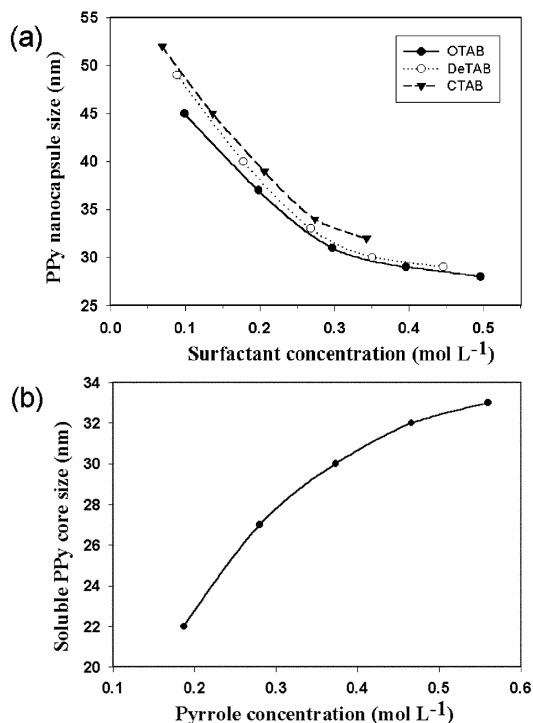 (a)
PPy nanocapsule size (nm)
55
50
45
40
35
30
25
OTAB
DeTAB
CTAB
0.0 0.1 0.2 0.3 0.4 0.5
Surfactant concentration (mol L-1)
(b)
Soluble PPy core size (nm)
34
32
30
28
26
24
22
20
0.1 0.2 0.3 0.4 0.5 0.6
Pyrrole concentration (mol L-1)